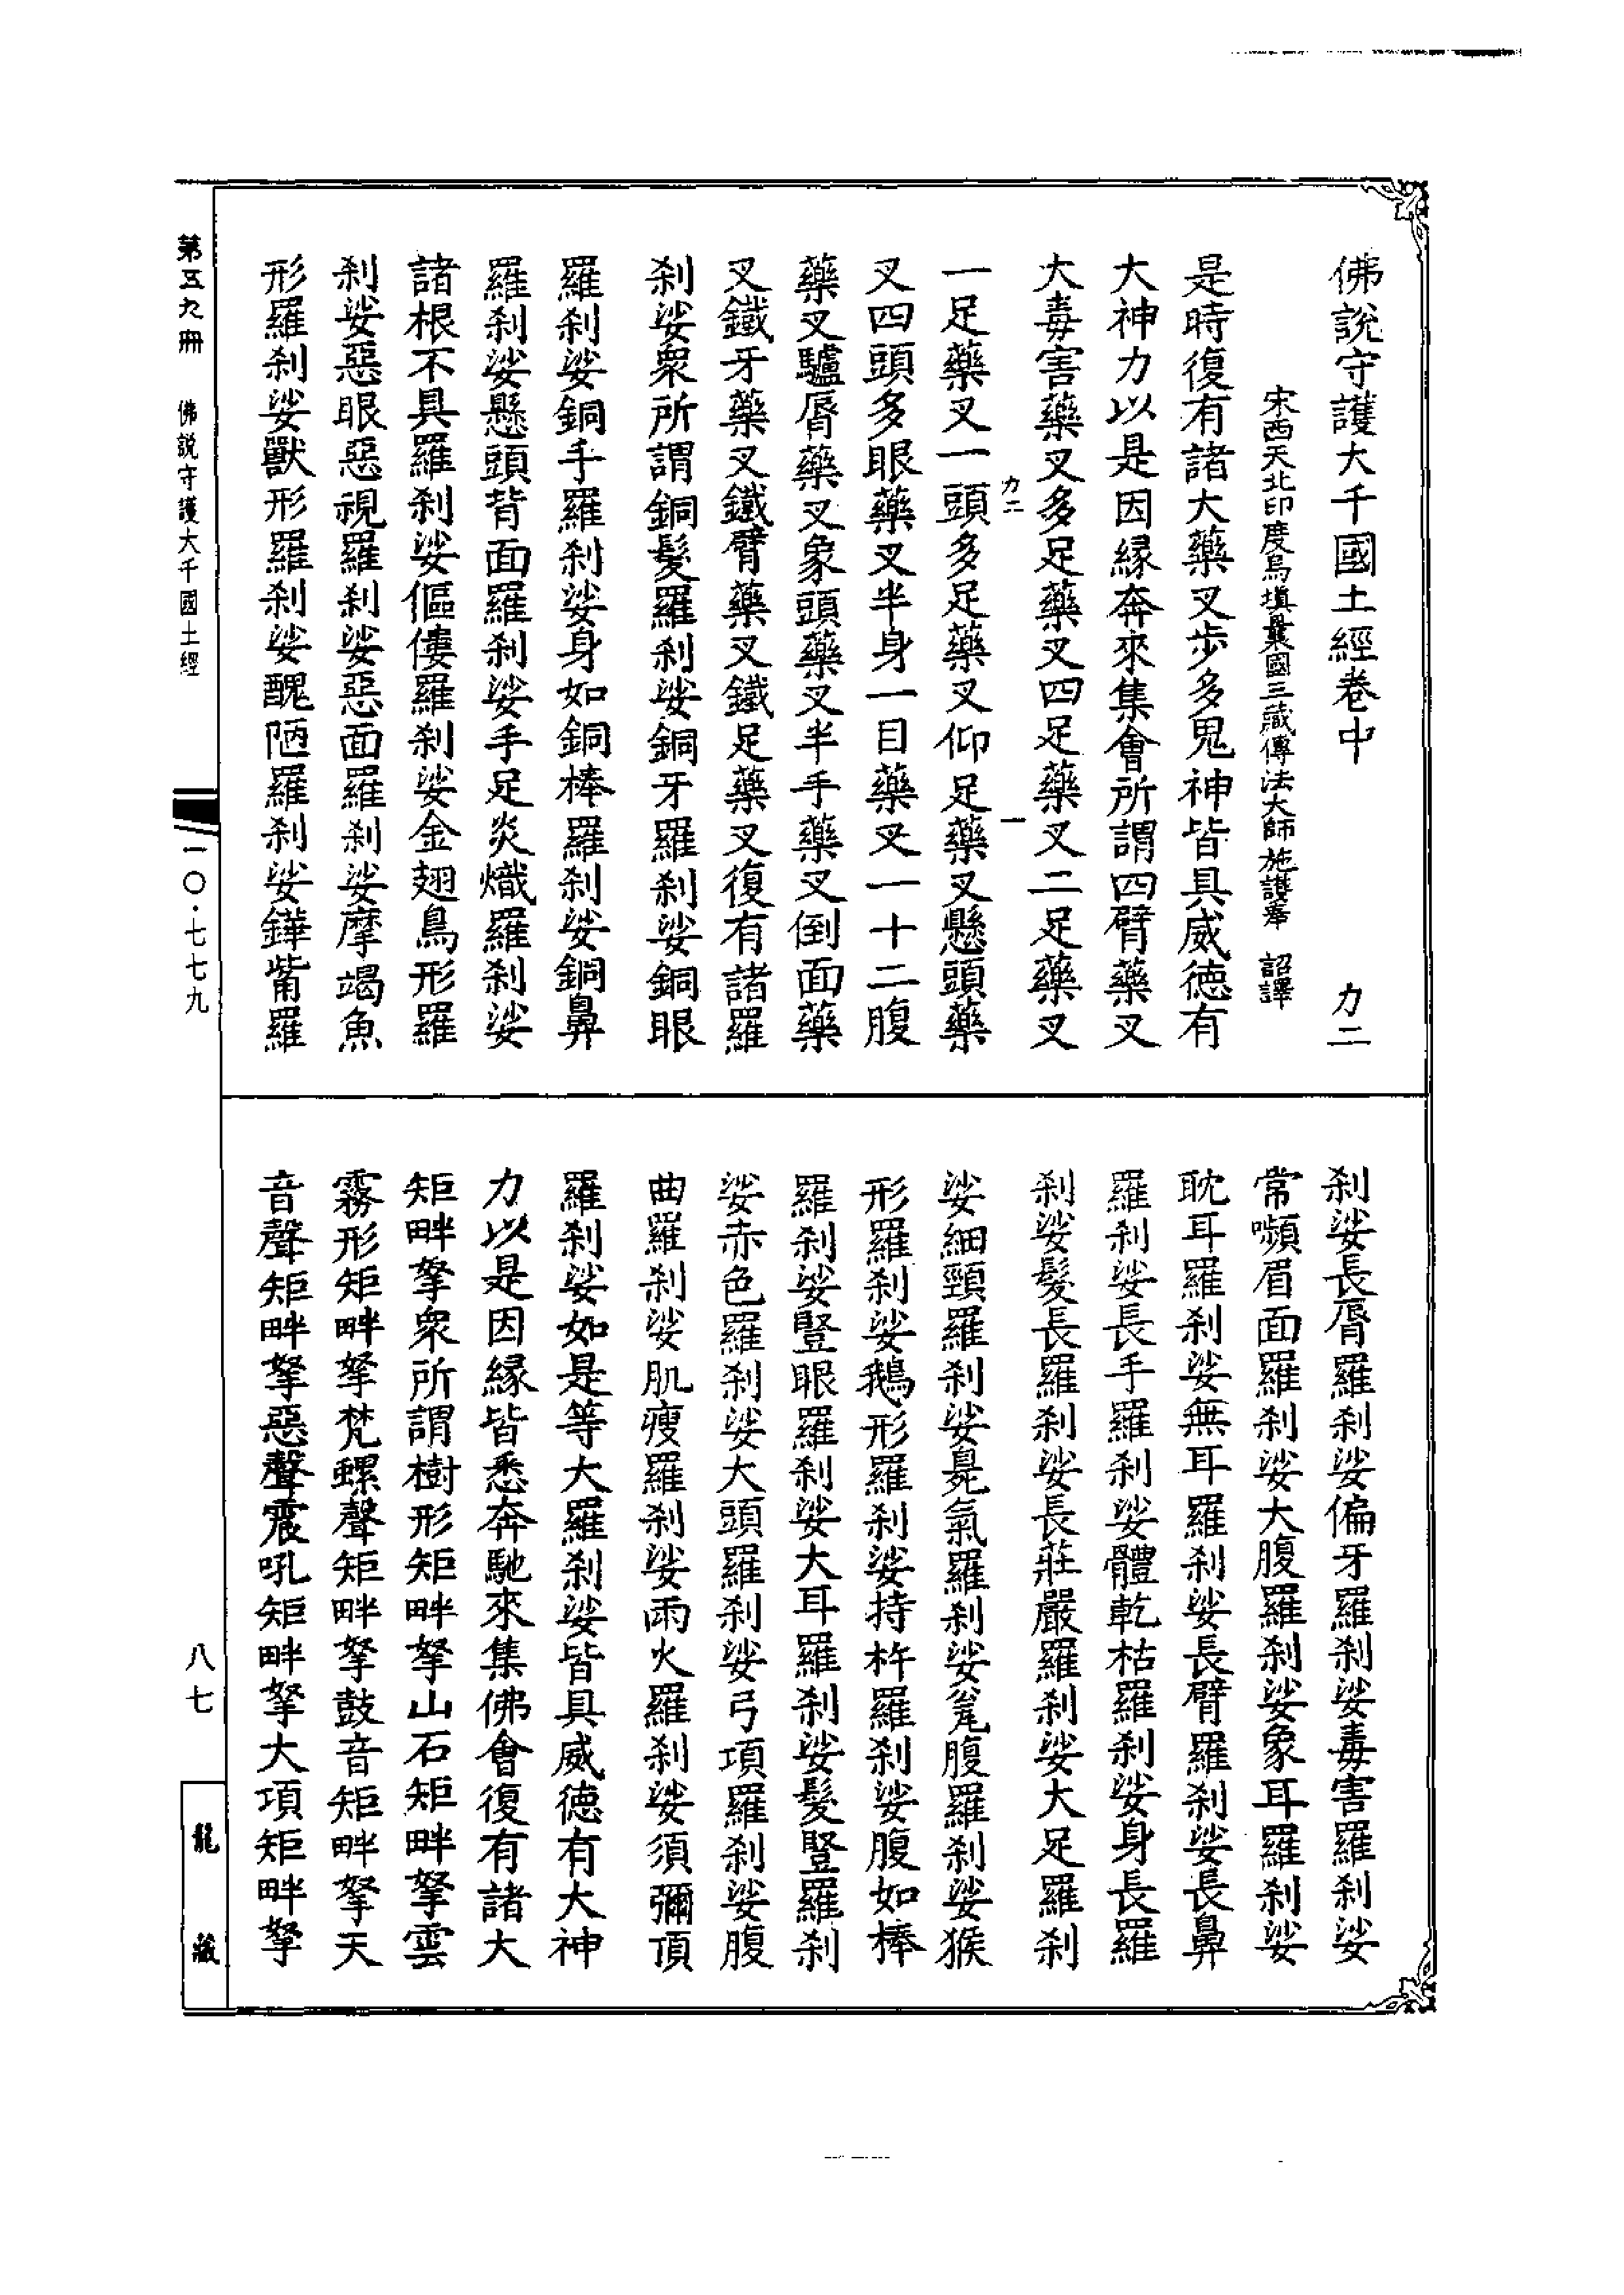 佛說守護大千國土經卷中　力二
宋西天北印度烏塡曩國三藏傳法大師施護奉　詔譯
是時復有諸大藥叉步多鬼神皆具威德有
大神力以是因緣奔來集會所謂四臂藥叉
大毒害藥叉多足藥叉四足藥叉二足藥叉
力二　一
一足藥叉一頭多足藥叉仰足藥叉懸頭藥
叉四頭多眼藥叉半身一目藥叉一十二腹
藥叉驢脣藥叉象頭藥叉半手藥叉倒面藥
叉鐵牙藥叉鐵臂藥叉鐵足藥叉復有諸羅
刹娑衆所謂銅髮羅刹娑銅牙羅刹娑銅眼
羅刹娑銅手羅刹娑身如銅棒羅刹娑銅鼻
羅刹娑懸頭背面羅刹娑手足炎熾羅刹娑
諸根不具羅刹娑傴僂羅刹娑金翅鳥形羅
刹娑惡眼惡視羅刹娑惡面羅刹娑摩竭魚
形羅刹娑獸形羅刹娑醜陋羅刹娑鏵觜羅
刹娑長脣羅刹娑偏牙羅刹娑毒害羅刹娑
常嚬眉面羅刹娑大腹羅刹娑象耳羅刹娑
耽耳羅刹娑無耳羅刹娑長臂羅刹娑長鼻
羅刹娑長手羅刹娑體乾枯羅刹娑身長羅
刹娑髮長羅刹娑長莊嚴羅刹娑大足羅刹
娑細頸羅刹娑臭氣羅刹娑瓮腹羅刹娑猴
形羅刹娑鵝形羅刹娑持杵羅刹娑腹如棒
羅刹娑豎眼羅刹娑大耳羅刹娑髮豎羅刹
娑赤色羅刹娑大頭羅刹娑弓項羅刹娑腹
曲羅刹娑肌瘦羅刹娑雨火羅刹娑須彌頂
羅刹娑如是等大羅刹娑皆具威德有大神
力以是因緣皆悉奔馳來集佛會復有諸大
矩畔拏衆所謂樹形矩畔拏山石矩畔拏雲
霧形矩畔拏梵螺聲矩畔拏鼓音矩畔拏天
音聲矩畔拏惡聲震吼矩畔拏大項矩畔拏
第五九冊　佛說守護大千國土經
一〇·七七九
八七
龍藏